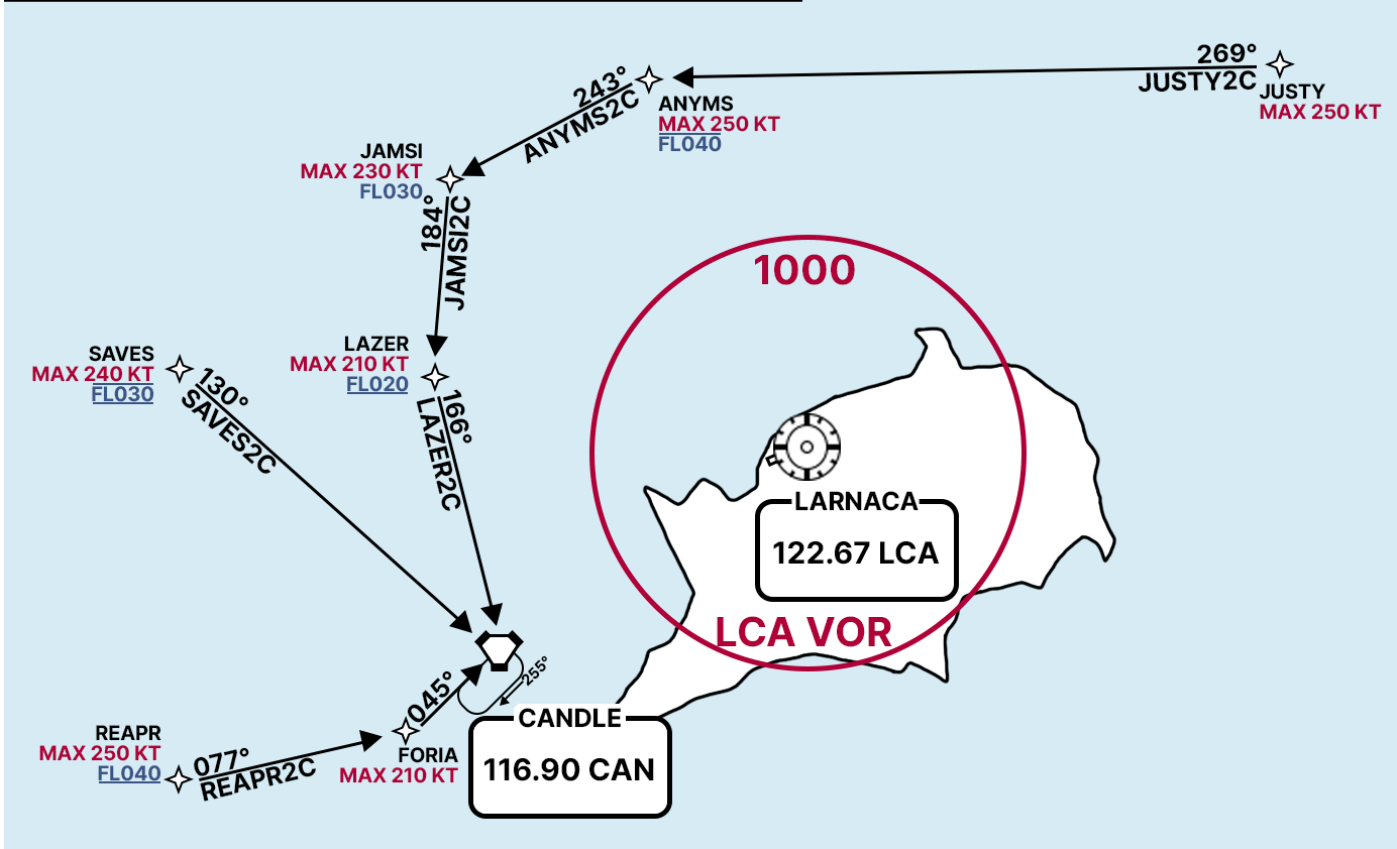 269°
JUSTY2C
JUSTY
MAX 250 KT
243°
ANYMS2C
ANYMS
MAX 250 KT
FL040
JAMSI
MAX 230 KT
FL030
184°
JAMSI2C
1000
LAZER
MAX 210 KT
FL020
166°
LAZER2C
SAVES
MAX 240 KT
FL030
130°
SAVES2C
LARNACA
122.67 LCA
LCA VOR
255°
045°
CANDLE
116.90 CAN
REAPR
MAX 250 KT
FL040
077°
REAPR2C
FORIA
MAX 210 KT